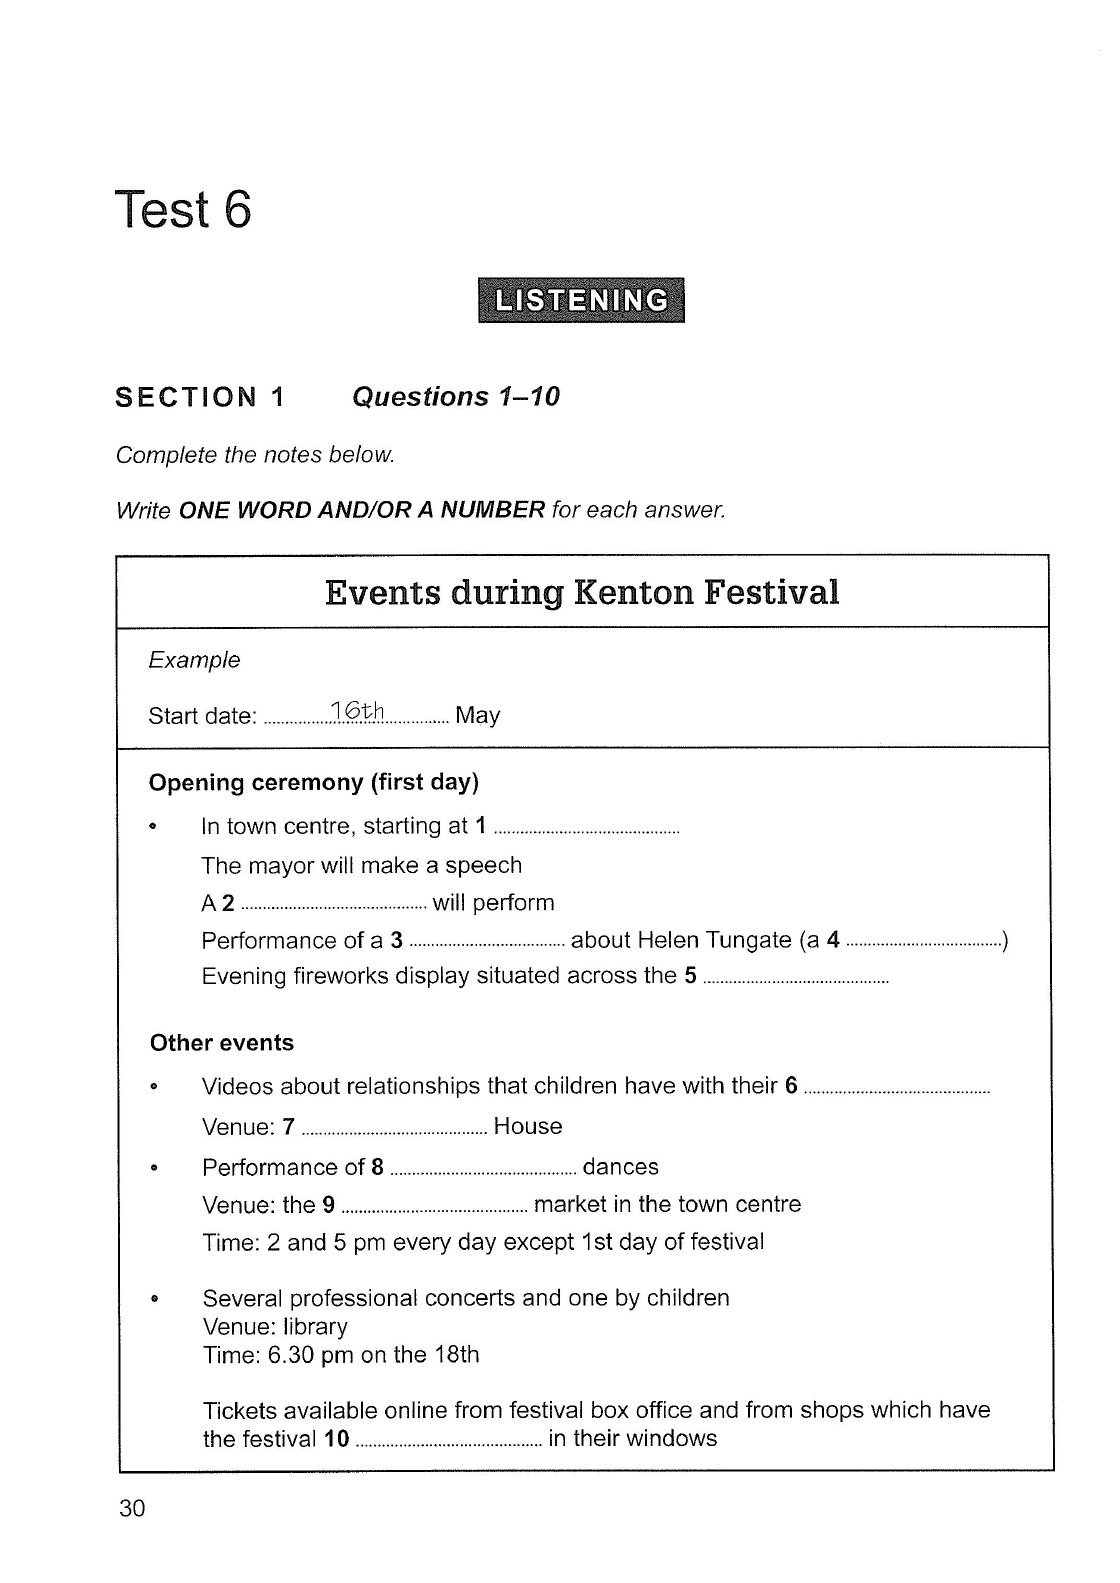 Test 6
LISTENING
SECTION 1 Questions 1–10
Complete the notes below.
Write ONE WORD AND/OR A NUMBER for each answer.
Events during Kenton Festival
Example
Start date: .................16th............... May
Opening ceremony (first day)
• In town centre, starting at 1 ...........................................
The mayor will make a speech
A 2 ........................................... will perform
Performance of a 3 .................................... about Helen Tungate (a 4 ....................................)
Evening fireworks display situated across the 5 ...........................................
Other events
• Videos about relationships that children have with their 6 ...........................................
Venue: 7 ........................................... House
• Performance of 8 ........................................... dances
Venue: the 9 ........................................... market in the town centre
Time: 2 and 5 pm every day except 1st day of festival
• Several professional concerts and one by children
Venue: library
Time: 6.30 pm on the 18th
Tickets available online from festival box office and from shops which have
the festival 10 ........................................... in their windows
30